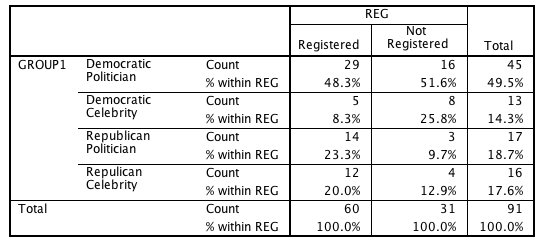 REG
Registered Not Registered Total
GROUP1 Democratic Politician Count 29 16 45
% within REG 48.3% 51.6% 49.5%
Democratic Celebrity Count 5 8 13
% within REG 8.3% 25.8% 14.3%
Republican Politician Count 14 3 17
% within REG 23.3% 9.7% 18.7%
Repulican Celebrity Count 12 4 16
% within REG 20.0% 12.9% 17.6%
Total Count 60 31 91
% within REG 100.0% 100.0% 100.0%